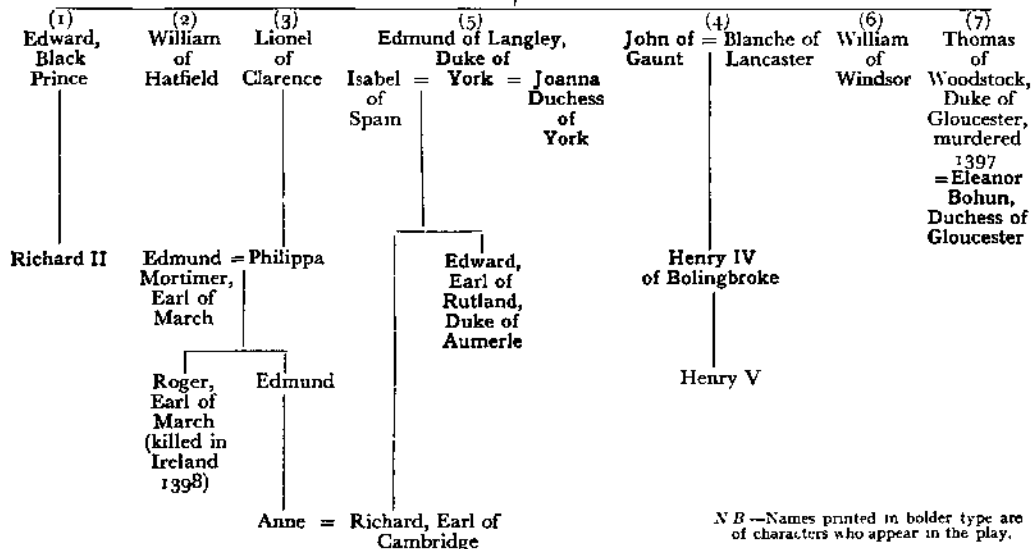 (1) (2) (3) (5) (4) (6) (7)
Edward, William Lionel Edmund of Langley, John of = Blanche of William Thomas
Black of of Duke of Gaunt Lancaster of of
Prince Hatfield Clarence Isabel = York = Joanna Windsor Woodstock,
of Duchess Duke of
Spain of Gloucester,
York murdered
1397
=Eleanor
Bohun,
Duchess of
Gloucester
Richard II Edmund = Philippa Edward, Henry IV
Mortimer, Earl of of Bolingbroke
Earl of Rutland,
March Duke of
Aumerle
Roger, Edmund Henry V
Earl of
March
(killed in
Ireland
1398)
Anne = Richard, Earl of
Cambridge
N B —Names printed in bolder type are
of characters who appear in the play.